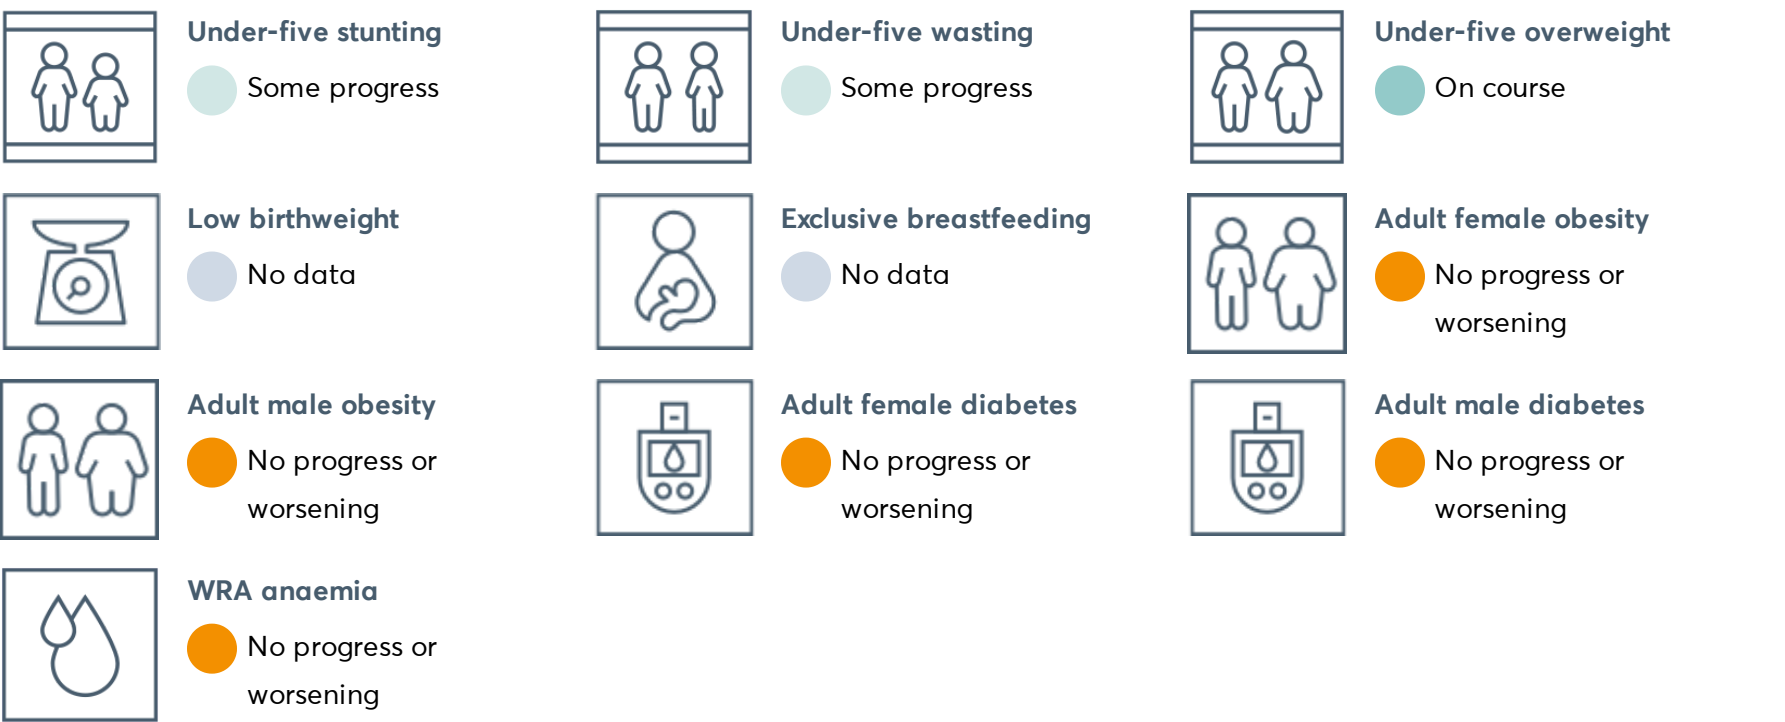 Under-five stunting
Some progress
Under-five wasting
Some progress
Under-five overweight
On course
Low birthweight
No data
Exclusive breastfeeding
No data
Adult female obesity
No progress or
worsening
Adult male obesity
No progress or
worsening
Adult female diabetes
No progress or
worsening
Adult male diabetes
No progress or
worsening
WRA anaemia
No progress or
worsening